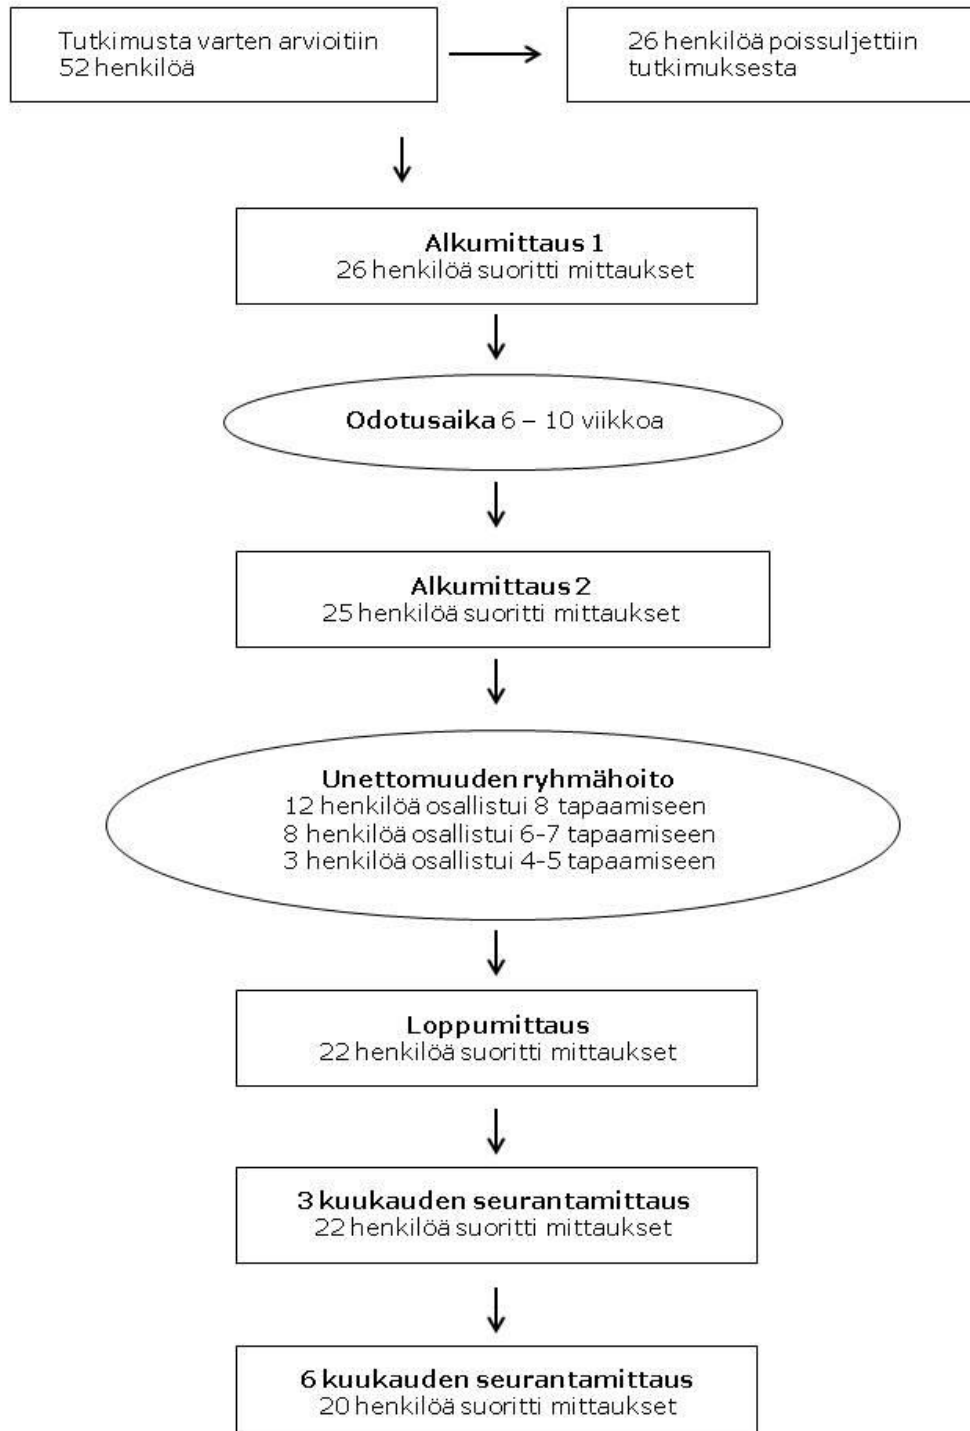 Tutkimusta varten arvioitiin
52 henkilöä
26 henkilöä poissuljettiin
tutkimuksesta
Alkumittaus 1
26 henkilöä suoritti mittaukset
Odotusaika 6 – 10 viikkoa
Alkumittaus 2
25 henkilöä suoritti mittaukset
Unettomuuden ryhmähoito
12 henkilöä osallistui 8 tapaamiseen
8 henkilöä osallistui 6-7 tapaamiseen
3 henkilöä osallistui 4-5 tapaamiseen
Loppumittaus
22 henkilöä suoritti mittaukset
3 kuukauden seurantamittaus
22 henkilöä suoritti mittaukset
6 kuukauden seurantamittaus
20 henkilöä suoritti mittaukset